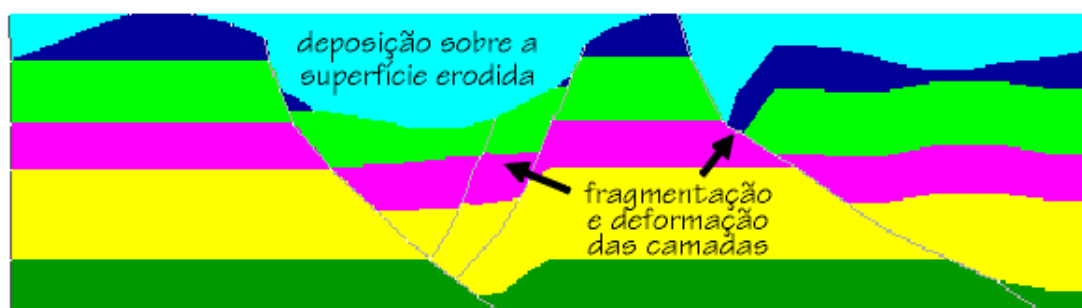 deposição sobre a
superfície erodida
fragmentação
e deformação
das camadas